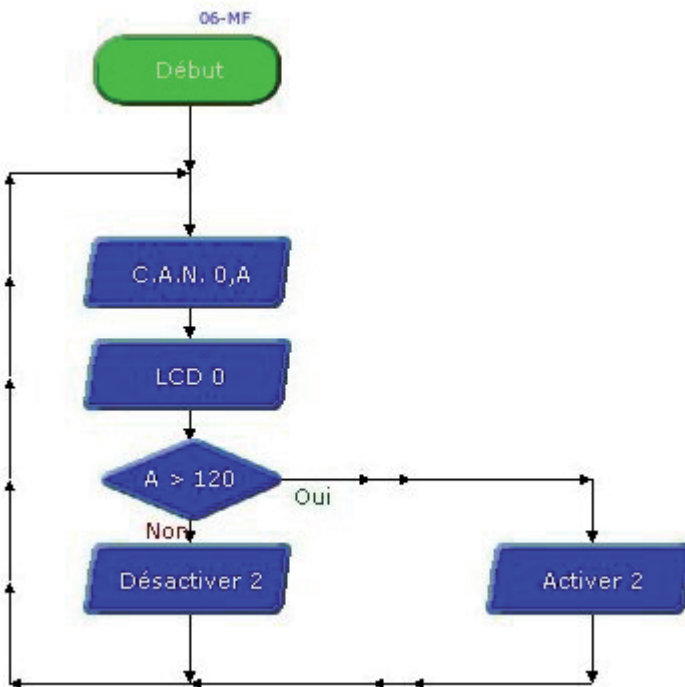 06-MF
Début
C.A.N. 0,A
LCD 0
A > 120
Oui
Non
Désactiver 2
Activer 2